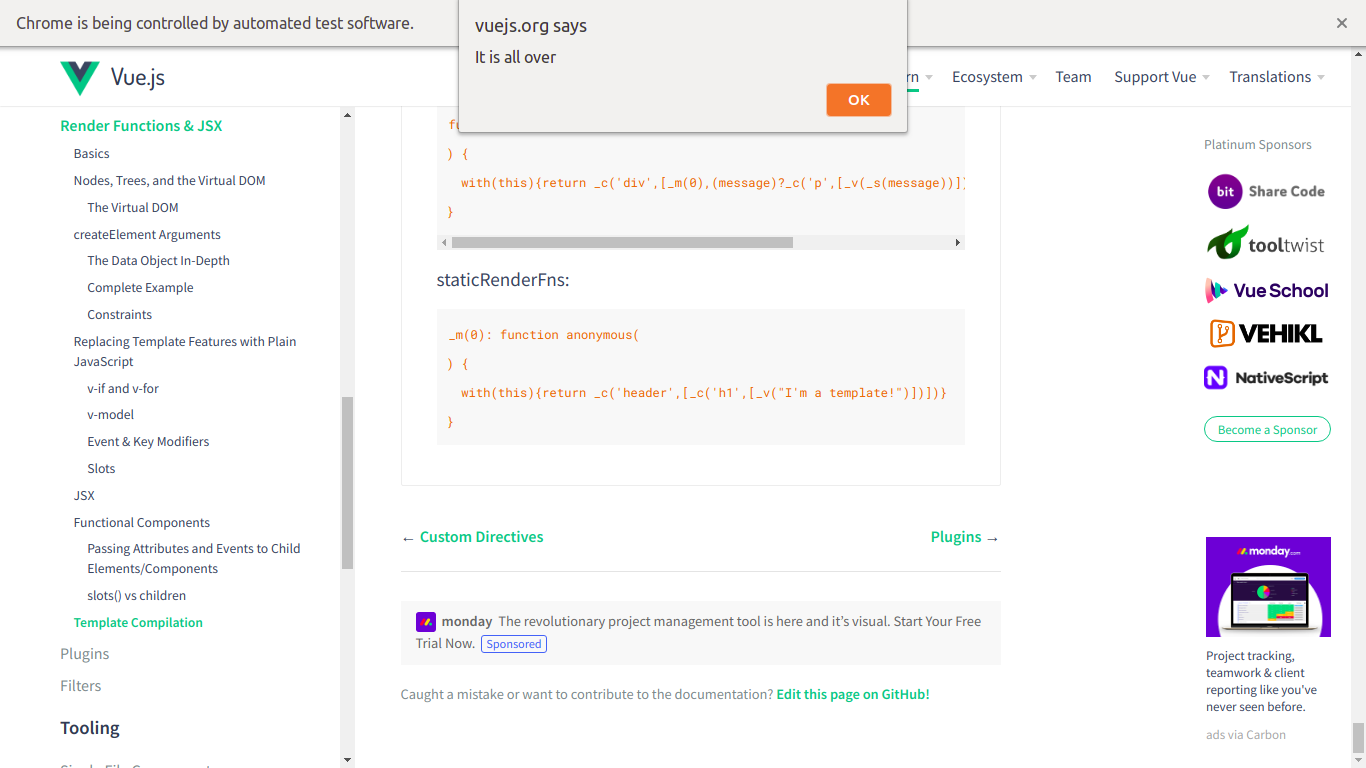 Chrome is being controlled by automated test software.
vuejs.org says
It is all over
OK
Vue.js
Ecosystem
Team
Support Vue
Translations
Render Functions & JSX
Basics
Nodes, Trees, and the Virtual DOM
The Virtual DOM
createElement Arguments
The Data Object In-Depth
Complete Example
Constraints
Replacing Template Features with Plain
JavaScript
v-if and v-for
v-model
Event & Key Modifiers
Slots
JSX
Functional Components
Passing Attributes and Events to Child
Elements/Components
slots() vs children
Template Compilation
Plugins
Filters
Tooling
) {
with(this){return _c('div',[_m(0),(message)?_c('p',[_v(_s(message))])
}
staticRenderFns:
_m(0): function anonymous(
) {
with(this){return _c('header',[_c('h1',[_v("I'm a template!")])])}
}
← Custom Directives
Plugins →
monday The revolutionary project management tool is here and it's visual. Start Your Free
Trial Now. Sponsored
Caught a mistake or want to contribute to the documentation? Edit this page on GitHub!
Platinum Sponsors
bit Share Code
tooltwist
Vue School
VEHIKL
NativeScript
Become a Sponsor
monday.com
Project tracking,
teamwork & client
reporting like you've
never seen before.
ads via Carbon